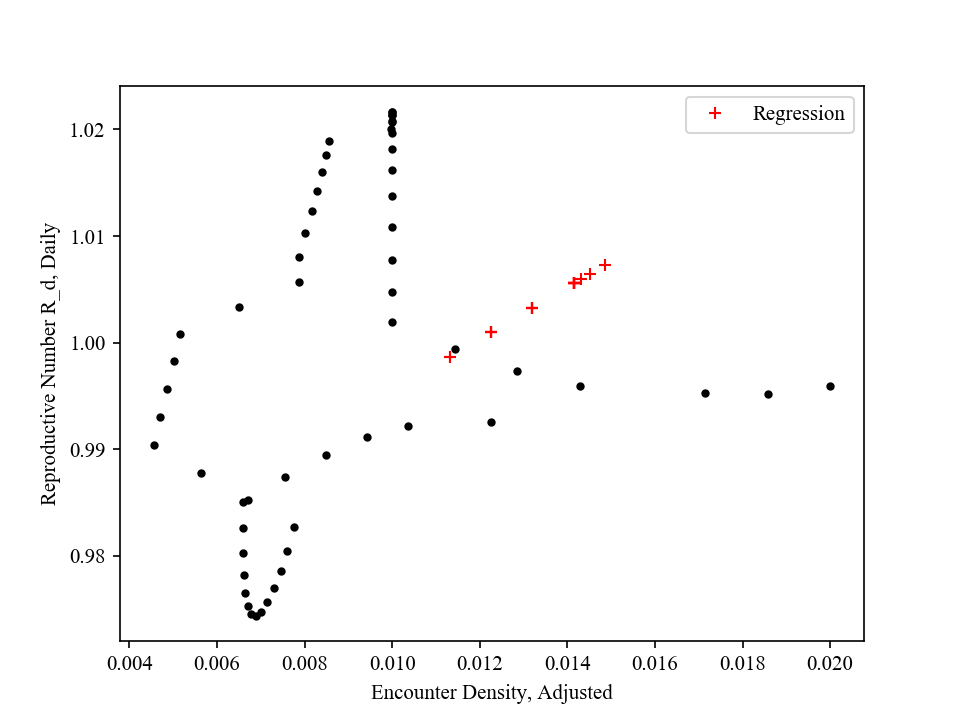 Regression
1.02
1.01
1.00
0.99
0.98
Reproductive Number R_d, Daily
0.004 0.006 0.008 0.010 0.012 0.014 0.016 0.018 0.020
Encounter Density, Adjusted